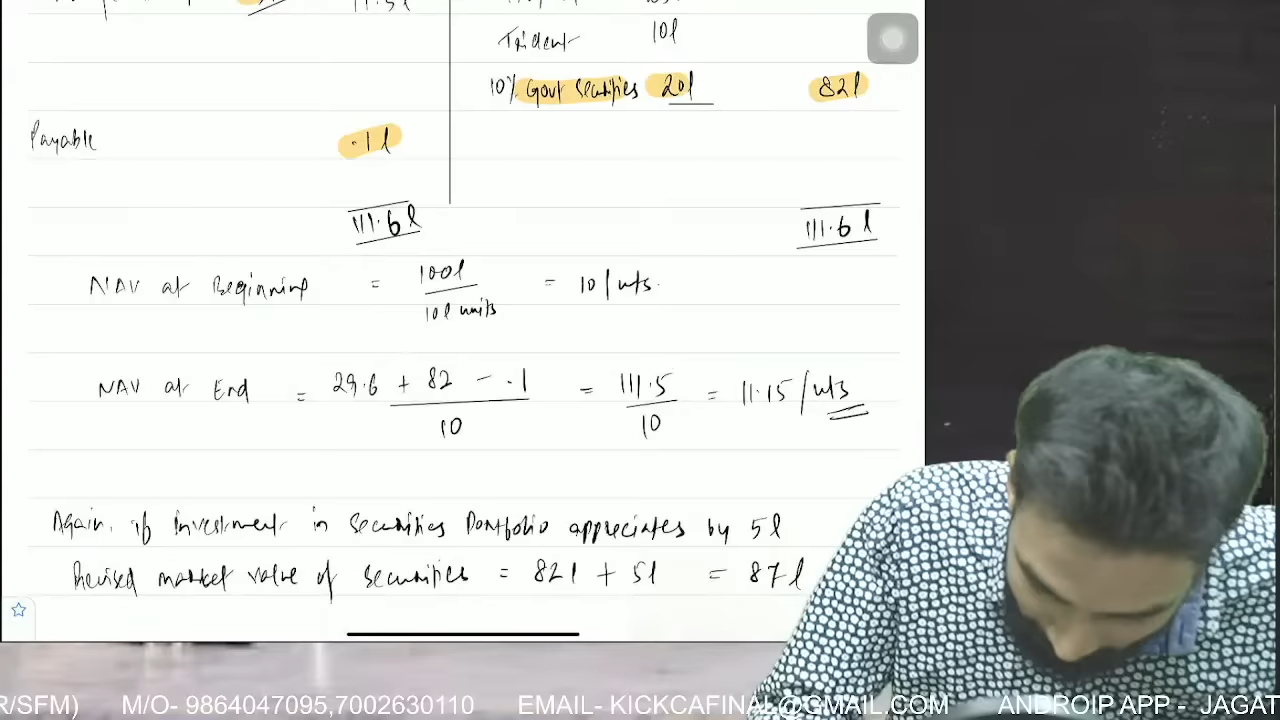 11.5l
Trident 10l
10% Govt Securities 20l 82l
Payable .1l
111.6l 111.6l
NAV at Beginning = 100l / 10l units = 10/uts.
NAV at End = 29.6 + 82 - .1 / 10 = 111.5 / 10 = 11.15/uts
Again, if investment in Securities Portfolio appreciates by 5l
Revised market value of securities = 82l + 5l = 87l
R/SFM) M/O- 9864047095,7002630110 EMAIL- KICKCAFINAL@GMAIL.COM ANDROIP APP - JAGAT